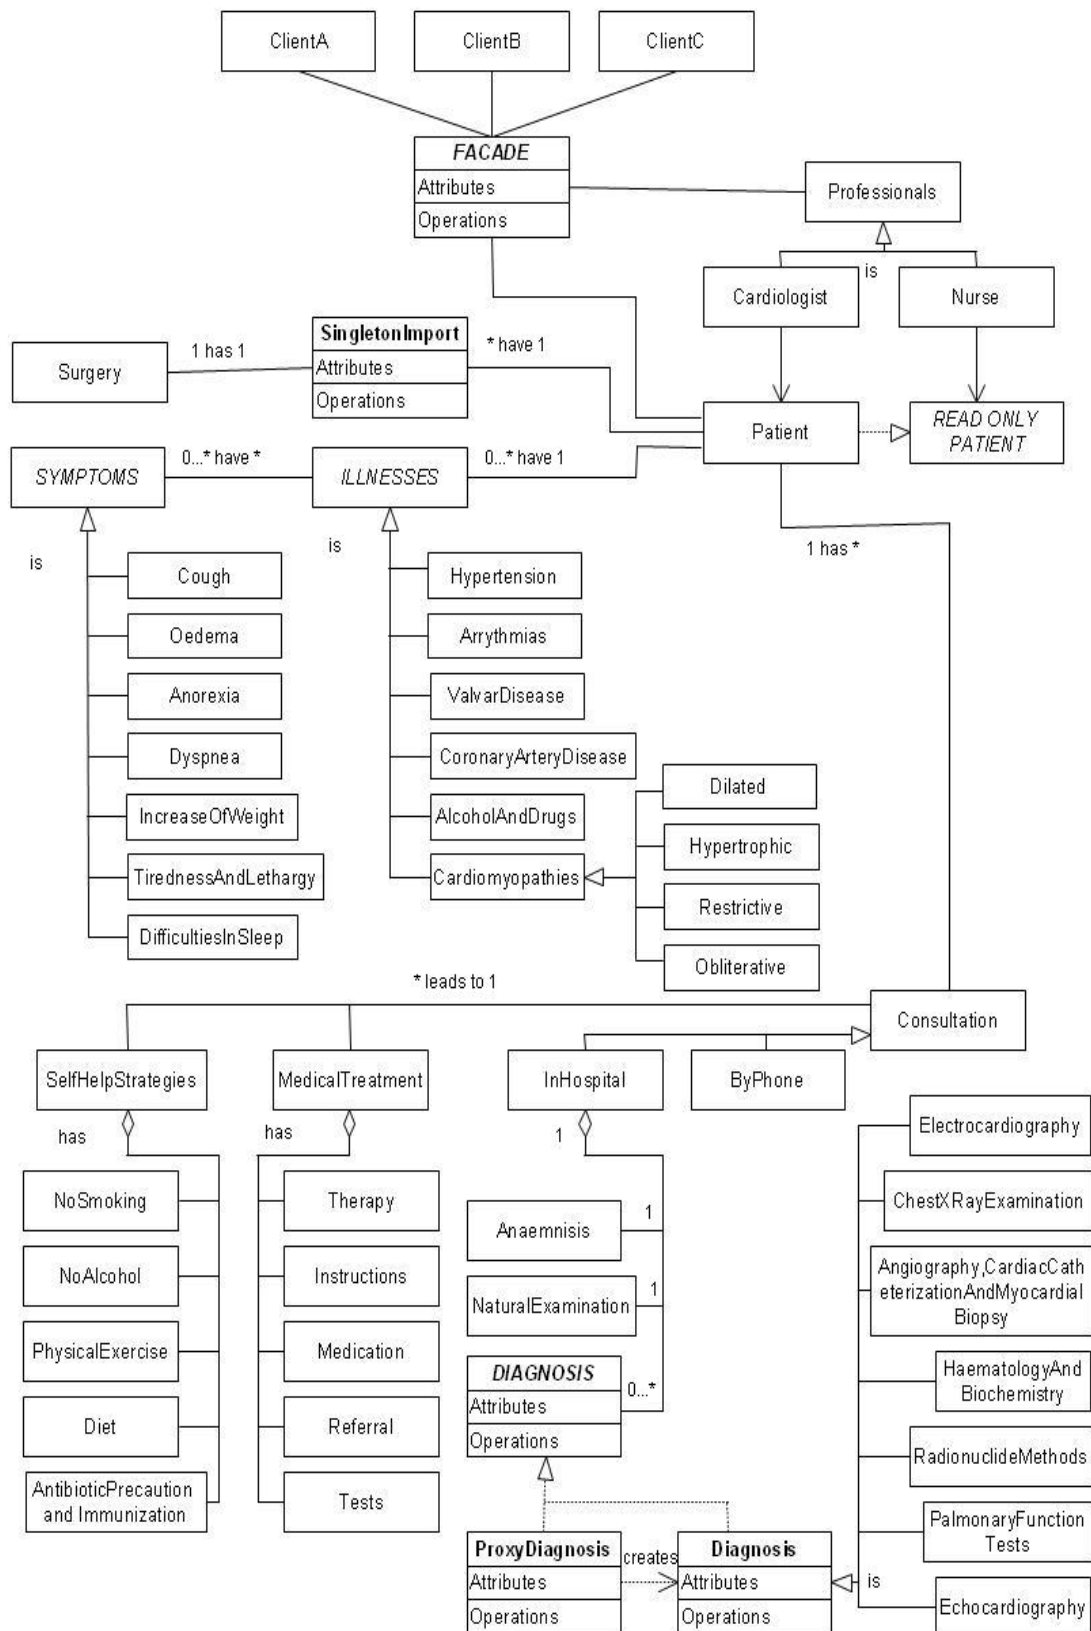 ClientA
ClientB
ClientC
FACADE
Attributes
Operations
Professionals
is
Cardiologist
Nurse
Surgery
1 has 1
SingletonImport
Attributes
Operations
* have 1
Patient
READ ONLY
PATIENT
SYMPTOMS
0...* have *
ILLNESSES
0...* have 1
1 has *
is
Cough
Oedema
Anorexia
Dyspnea
IncreaseOfWeight
TirednessAndLethargy
DifficultiesInSleep
is
Hypertension
Arrythmias
ValvarDisease
CoronaryArteryDisease
AlcoholAndDrugs
Cardiomyopathies
Dilated
Hypertrophic
Restrictive
Obliterative
* leads to 1
Consultation
SelfHelpStrategies
MedicalTreatment
InHospital
ByPhone
has
NoSmoking
NoAlcohol
PhysicalExercise
Diet
AntibioticPrecaution
and Immunization
has
Therapy
Instructions
Medication
Referral
Tests
1
Anaemnisis
1
NaturalExamination
1
DIAGNOSIS
Attributes
Operations
0...*
ProxyDiagnosis
Attributes
Operations
creates
Diagnosis
Attributes
Operations
is
Electrocardiography
ChestXRayExamination
Angiography,CardiacCath
eterizationAndMyocardial
Biopsy
HaematologyAnd
Biochemistry
RadionuclideMethods
PalmonaryFunction
Tests
Echocardiography